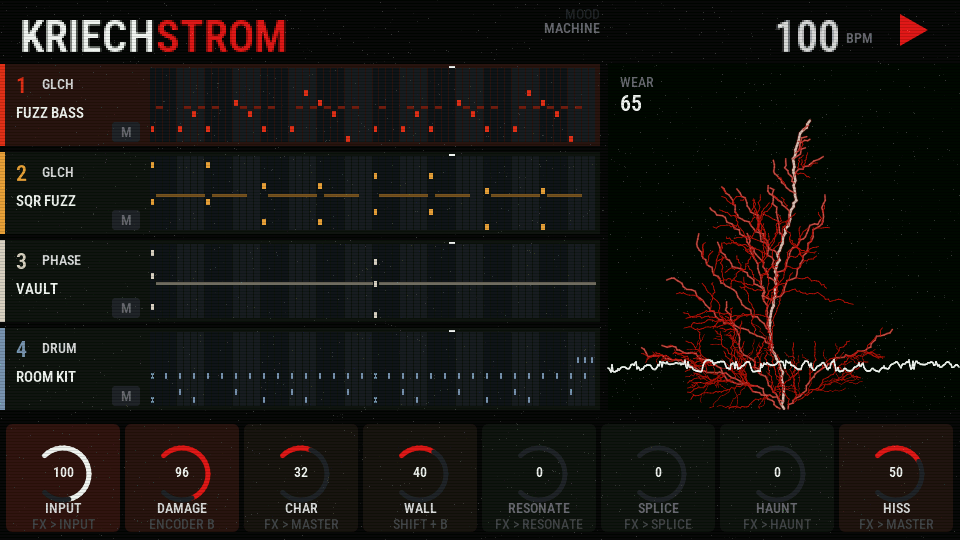 KRIECHSTROM
MOOD
MACHINE
100 BPM
1 GLCH
FUZZ BASS
M
2 GLCH
SQR FUZZ
M
3 PHASE
VAULT
M
4 DRUM
ROOM KIT
M
WEAR
65
100
INPUT
FX > INPUT
96
DAMAGE
ENCODER B
32
CHAR
FX > MASTER
40
WALL
SHIFT + B
0
RESONATE
FX > RESONATE
0
SPLICE
FX > SPLICE
0
HAUNT
FX > HAUNT
50
HISS
FX > MASTER